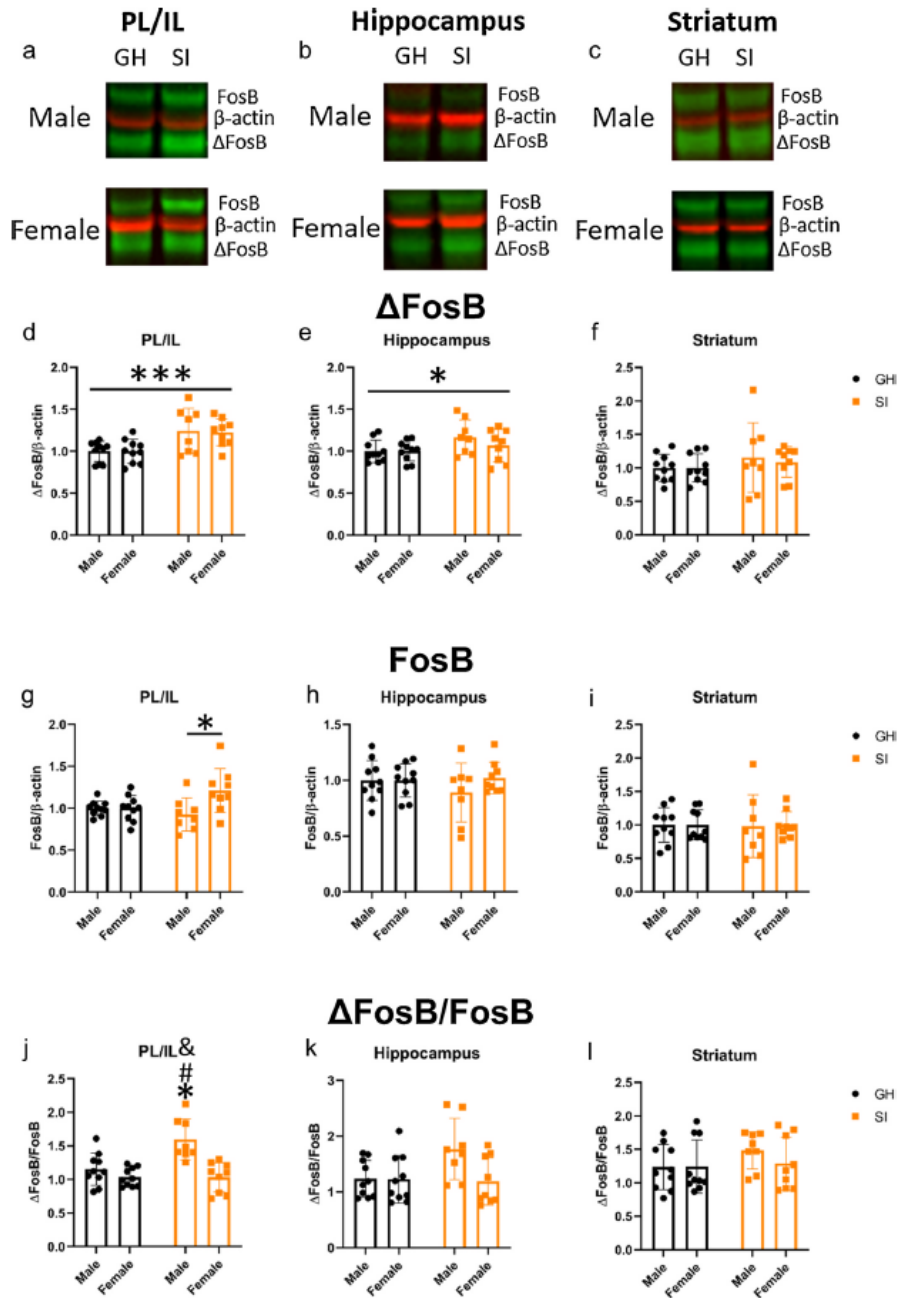 PL/IL Hippocampus Striatum
a GH SI b GH SI c GH SI
Male FosB Male FosB Male FosB
β-actin β-actin β-actin
ΔFosB ΔFosB ΔFosB
Female FosB Female FosB Female FosB
β-actin β-actin β-actin
ΔFosB ΔFosB ΔFosB
ΔFosB
d PL/IL e Hippocampus f Striatum
ΔFosB/β-actin 2.0 1.5 1.0 0.5 0.0 ***
Male Female Male Female
ΔFosB/β-actin 2.0 1.5 1.0 0.5 0.0 *
Male Female Male Female
ΔFosB/β-actin 2.5 2.0 1.5 1.0 0.5 0.0
Male Female Male Female
GH
SI
FosB
g PL/IL h Hippocampus i Striatum
FosB/β-actin 2.0 1.5 1.0 0.5 0.0 *
Male Female Male Female
FosB/β-actin 1.5 1.0 0.5 0.0
Male Female Male Female
FosB/β-actin 2.5 2.0 1.5 1.0 0.5 0.0
Male Female Male Female
GH
SI
ΔFosB/FosB
j PL/IL & # * k Hippocampus l Striatum
ΔFosB/FosB 2.5 2.0 1.5 1.0 0.5 0.0
Male Female Male Female
ΔFosB/FosB 3 2 1 0
Male Female Male Female
ΔFosB/FosB 2.5 2.0 1.5 1.0 0.5 0.0
Male Female Male Female
GH
SI